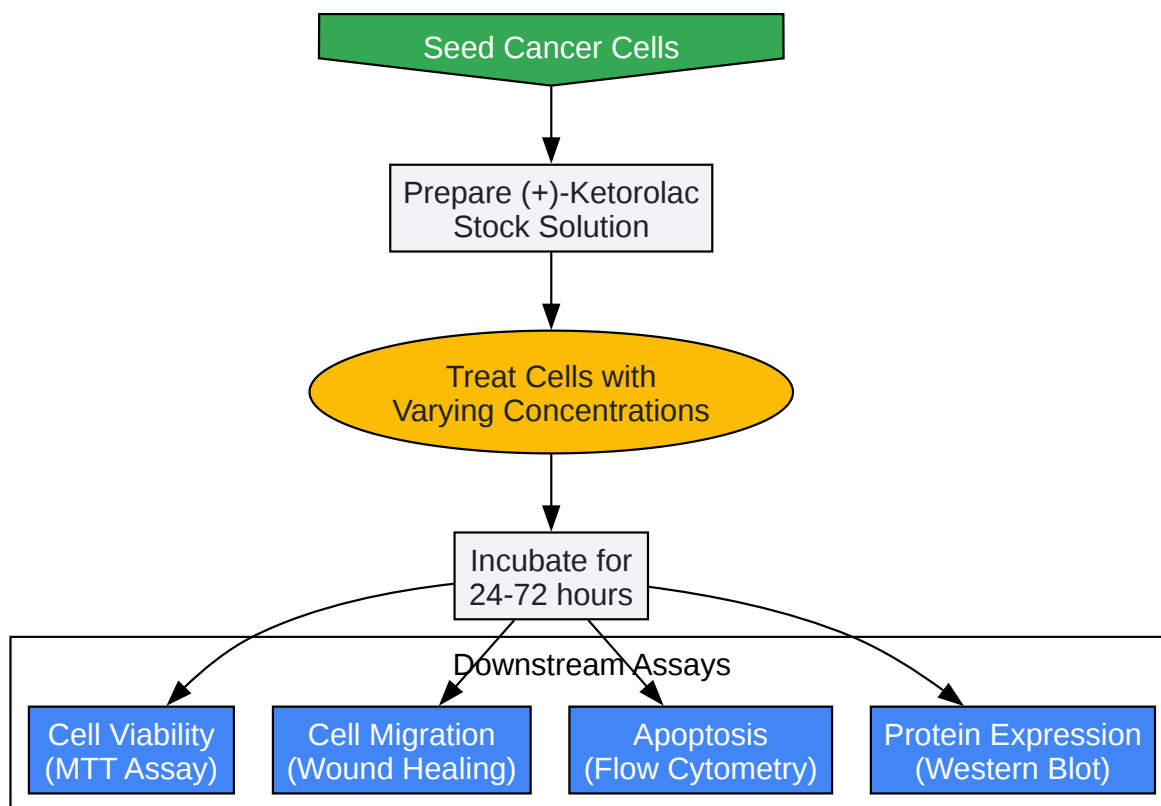 Seed Cancer Cells
Prepare (+)-Ketorolac
Stock Solution
Treat Cells with
Varying Concentrations
Incubate for
24-72 hours
Downstream Assays
Cell Viability
(MTT Assay)
Cell Migration
(Wound Healing)
Apoptosis
(Flow Cytometry)
Protein Expression
(Western Blot)